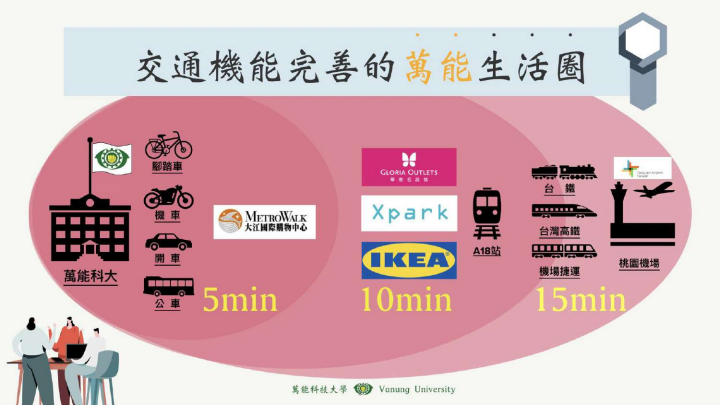 交通機能完善的萬能生活圈
萬能科大
腳踏車
機車
開車
公車
METROWALK
大江國際購物中心
5min
GLORIA OUTLETS
華泰名品城
Xpark
IKEA
10min
A18站
台鐵
台灣高鐵
機場捷運
15min
桃園機場
萬能科技大學 Vanung University